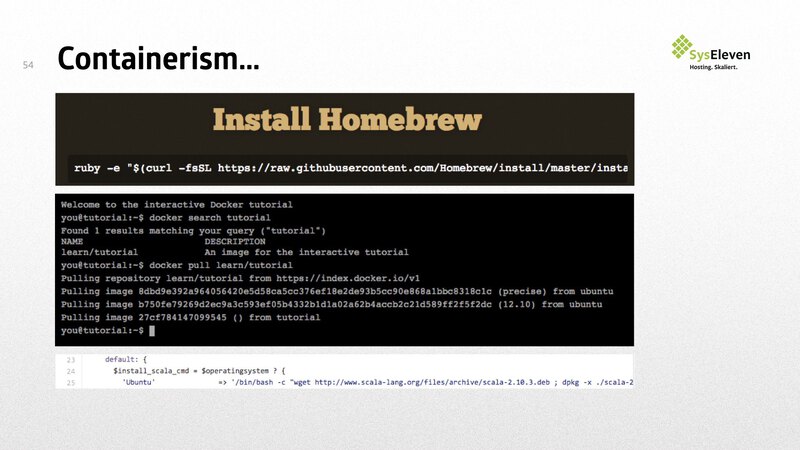 54
Containerism...
SysEleven
Hosting. Skaliert.
Install Homebrew
ruby -e "$(curl -fsSL https://raw.githubusercontent.com/Homebrew/install/master/insta
Welcome to the interactive Docker tutorial
you@tutorial:~$ docker search tutorial
Found 1 results matching your query ("tutorial")
NAME DESCRIPTION
learn/tutorial An image for the interactive tutorial
you@tutorial:~$ docker pull learn/tutorial
Pulling repository learn/tutorial from https://index.docker.io/v1
Pulling image 8dbd9e392a964056420e5d58ca5cc376ef18e2de93b5cc90e868a1bbc8318c1c (precise) from ubuntu
Pulling image b750fe79269d2ec9a3c593ef05b4332b1d1a02a62b4accb2c21d589ff2f5f2dc (12.10) from ubuntu
Pulling image 27cf784147099545 () from tutorial
you@tutorial:~$
23 default: {
24 $install_scala_cmd = $operatingsystem ? {
25 'Ubuntu' => '/bin/bash -c "wget http://www.scala-lang.org/files/archive/scala-2.10.3.deb ; dpkg -x ./scala-2